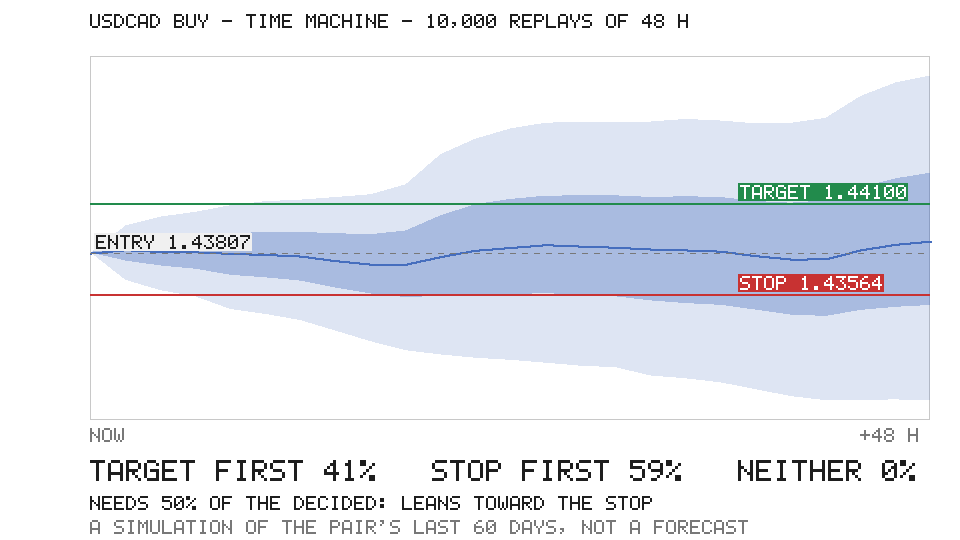 USDCAD BUY - TIME MACHINE - 10,000 REPLAYS OF 48 H
TARGET 1.44100
ENTRY 1.43807
STOP 1.43564
NOW +48 H
TARGET FIRST 41% STOP FIRST 59% NEITHER 0%
NEEDS 50% OF THE DECIDED: LEANS TOWARD THE STOP
A SIMULATION OF THE PAIR'S LAST 60 DAYS, NOT A FORECAST